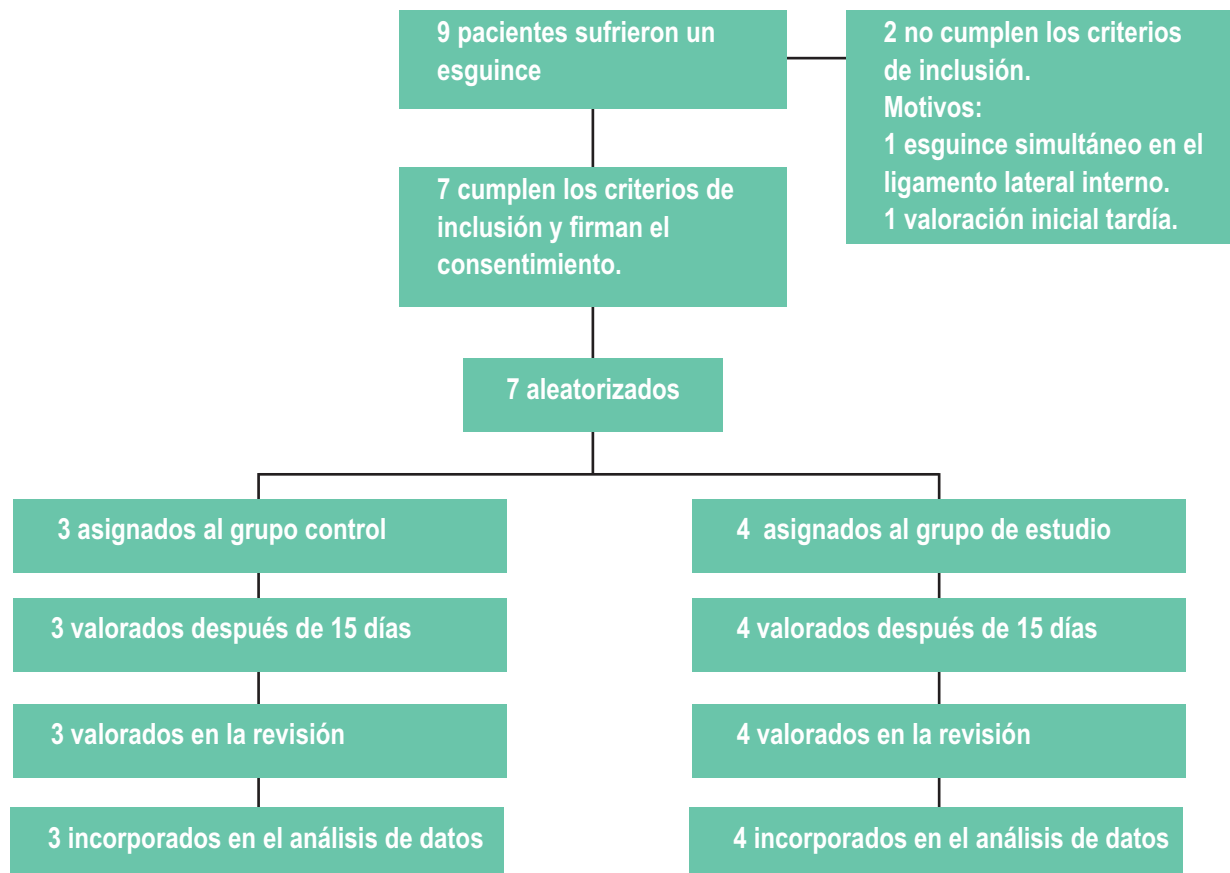 9 pacientes sufrieron un
esguince
2 no cumplen los criterios
de inclusión.
Motivos:
1 esguince simultáneo en el
ligamento lateral interno.
1 valoración inicial tardía.
7 cumplen los criterios de
inclusión y firman el
consentimiento.
7 aleatorizados
3 asignados al grupo control
4 asignados al grupo de estudio
3 valorados después de 15 días
4 valorados después de 15 días
3 valorados en la revisión
4 valorados en la revisión
3 incorporados en el análisis de datos
4 incorporados en el análisis de datos